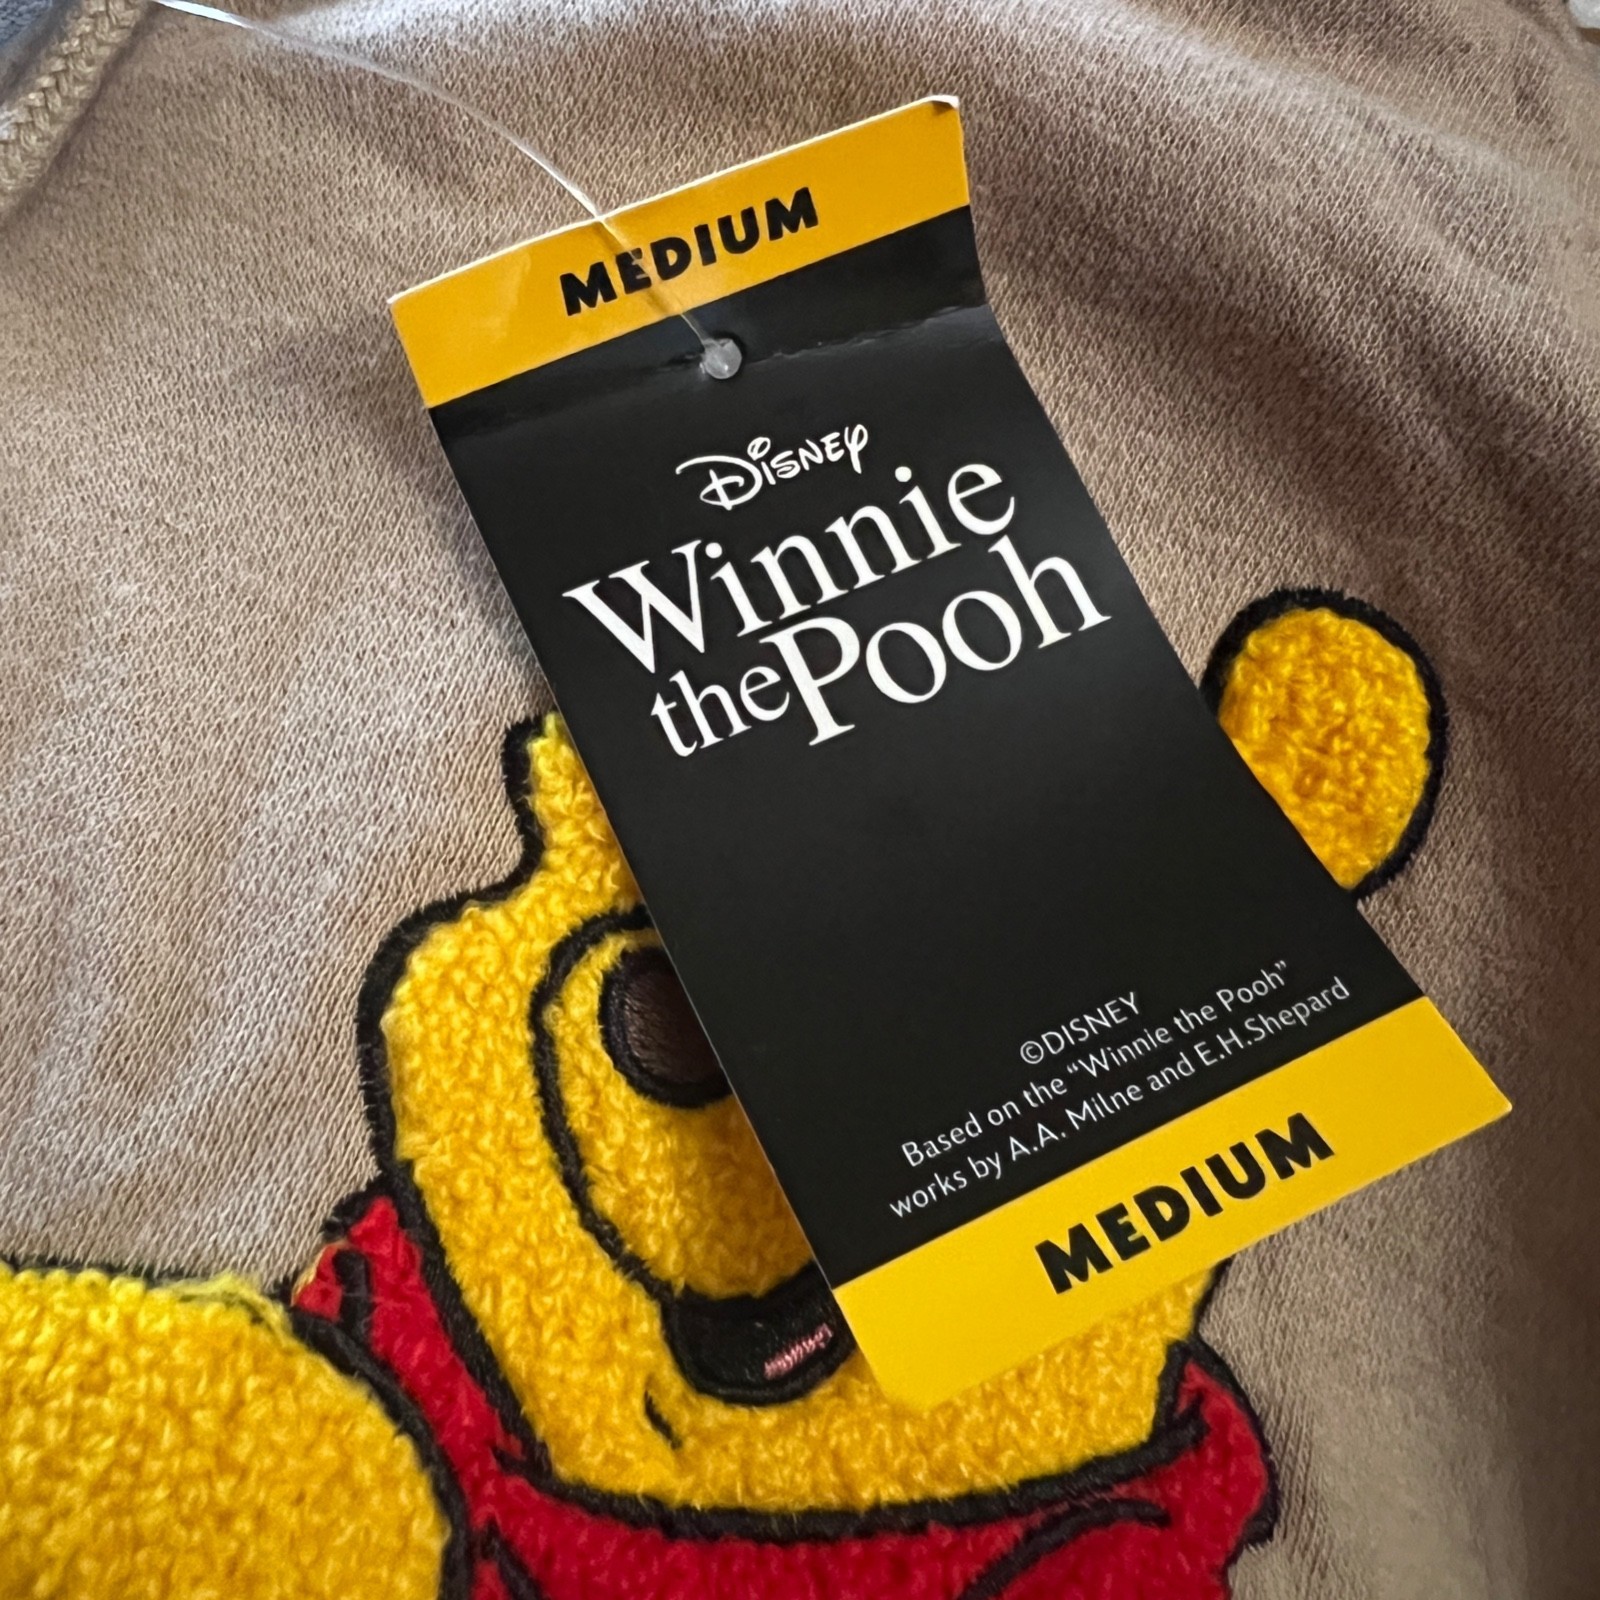 MEDIUM
Disney
Winnie
the Pooh
©DISNEY
Based on the “Winnie the Pooh”
works by A.A. Milne and E.H.Shepard
MEDIUM